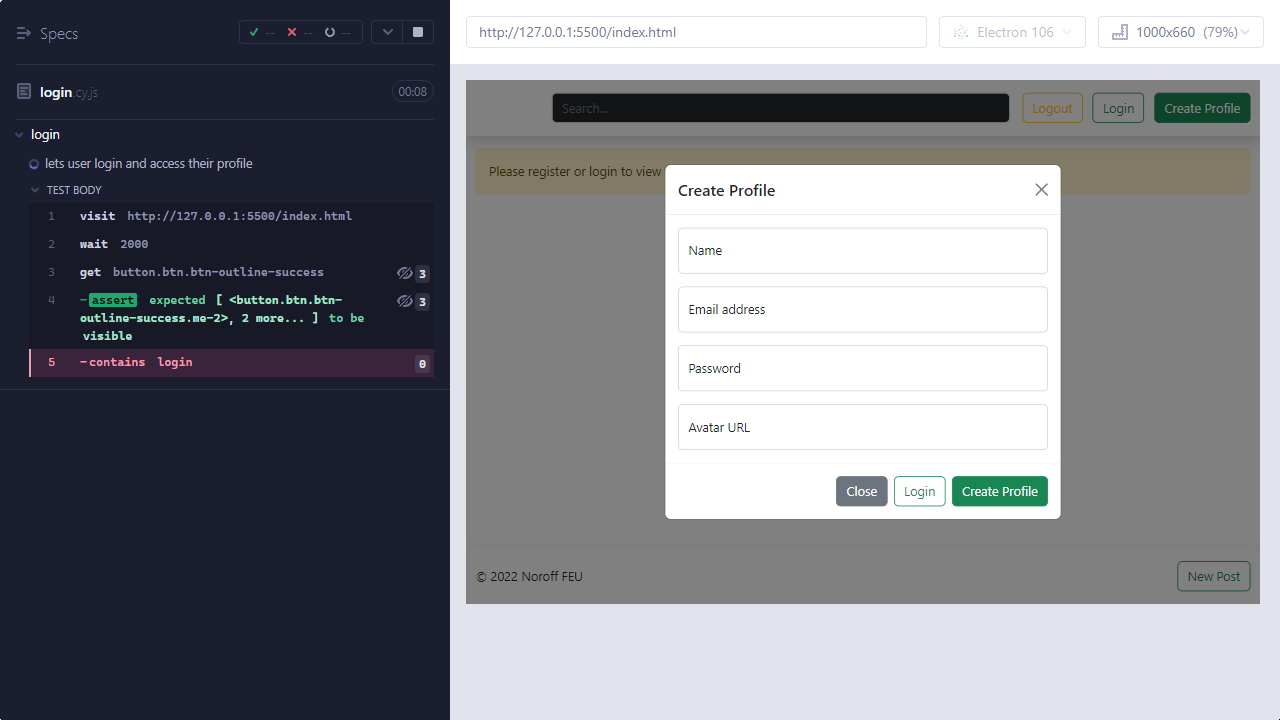 Specs
-- -- --
http://127.0.0.1:5500/index.html
Electron 106
1000x660 (79%)
login cy.js
00:08
login
lets user login and access their profile
TEST BODY
1 visit http://127.0.0.1:5500/index.html
2 wait 2000
3 get button.btn.btn-outline-success 3
4 -assert expected [ <button.btn.btn- 3
outline-success.me-2>, 2 more... ] to be
visible
5 -contains login 0
Search...
Logout
Login
Create Profile
Please register or login to view
Create Profile
Name
Email address
Password
Avatar URL
Close
Login
Create Profile
© 2022 Noroff FEU
New Post